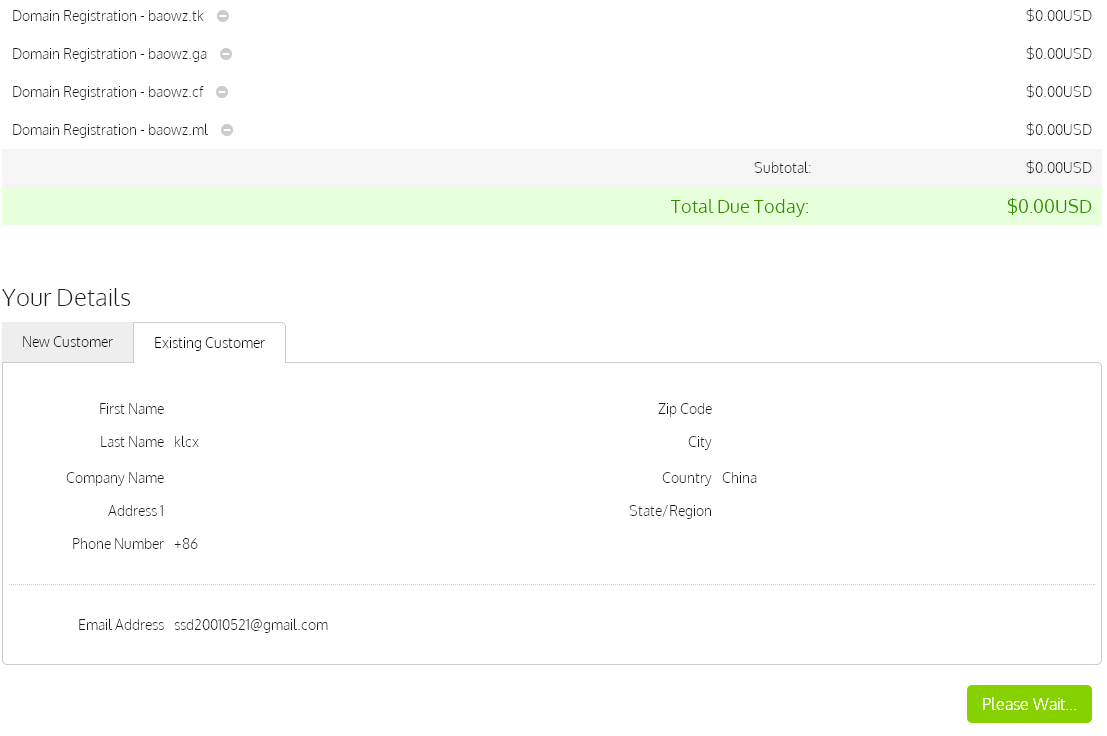 Domain Registration - baowz.tk $0.00USD
Domain Registration - baowz.ga $0.00USD
Domain Registration - baowz.cf $0.00USD
Domain Registration - baowz.ml $0.00USD
Subtotal: $0.00USD
Total Due Today: $0.00USD
Your Details
New Customer Existing Customer
First Name Zip Code
Last Name klcx City
Company Name Country China
Address 1 State/Region
Phone Number +86
Email Address ssd20010521@gmail.com
Please Wait...